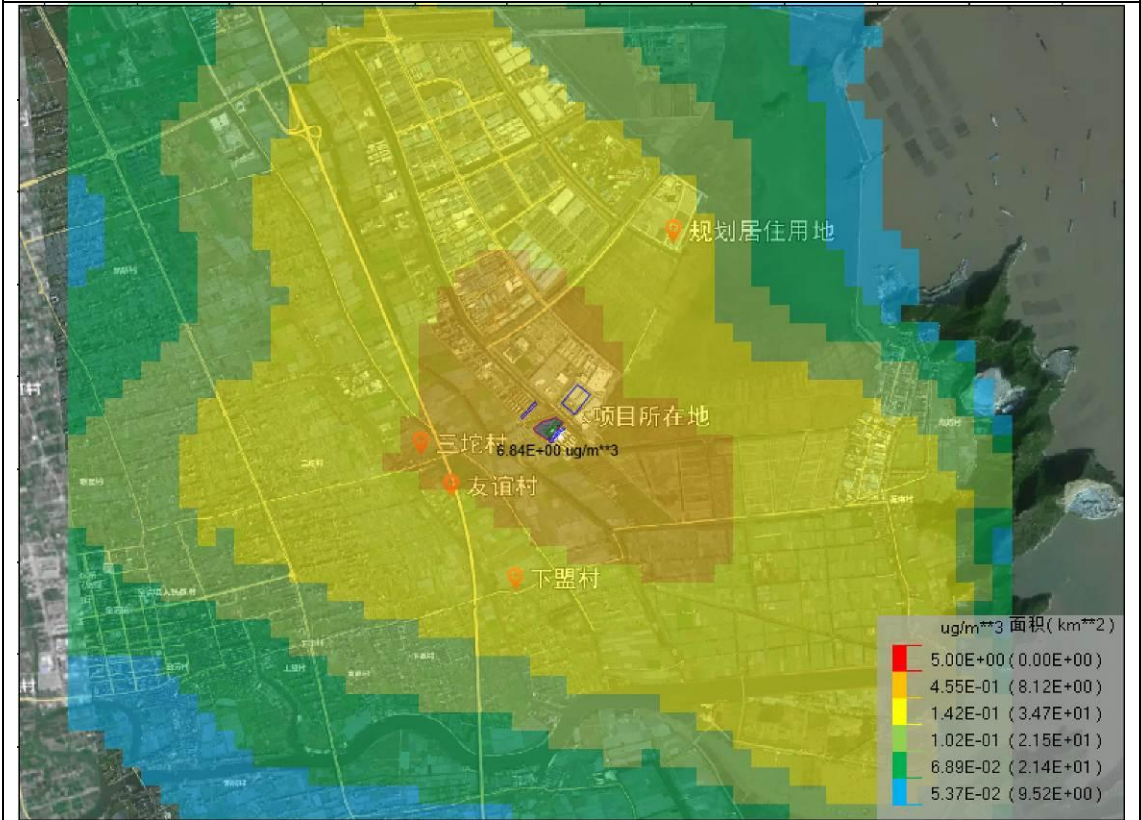 规划居住用地
项目所在地
三坨村
6.84E+00 ug/m**3
友谊村
下盟村
ug/m**3 面积( km**2 )
5.00E+00 ( 0.00E+00 )
4.55E-01 ( 8.12E+00 )
1.42E-01 ( 3.47E+01 )
1.02E-01 ( 2.15E+01 )
6.89E-02 ( 2.14E+01 )
5.37E-02 ( 9.52E+00 )